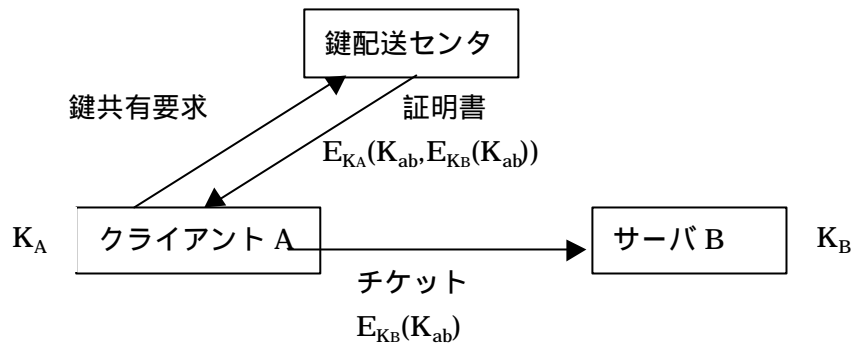 鍵配送センタ
鍵共有要求
証明書
E_KA(K_ab,E_KB(K_ab))
K_A
クライアント A
サーバ B
K_B
チケット
E_KB(K_ab)